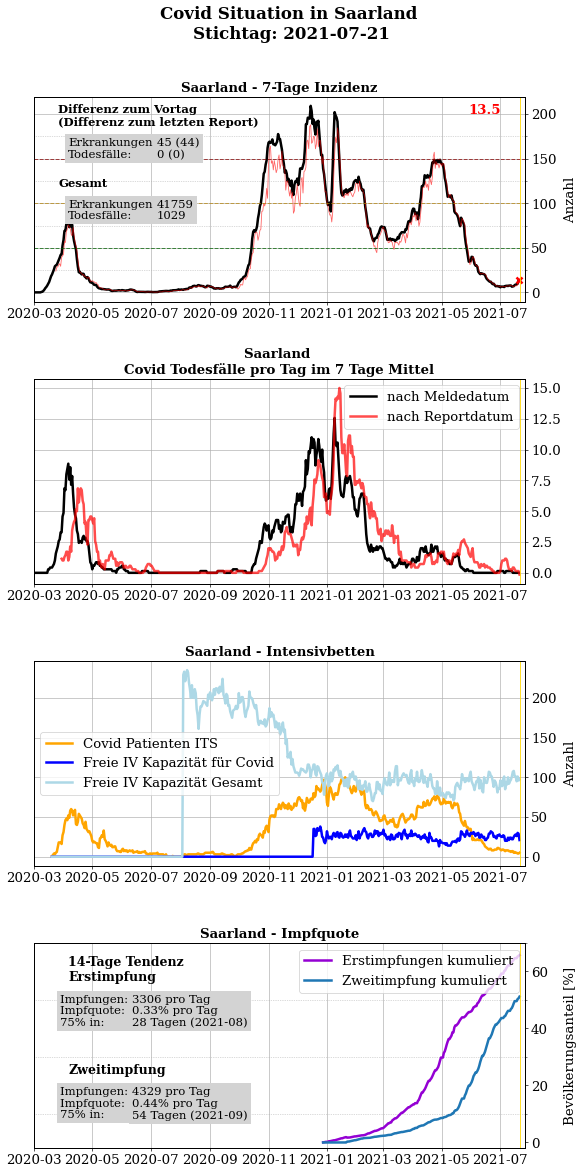 Covid Situation in Saarland
Stichtag: 2021-07-21
Saarland - 7-Tage Inzidenz
Differenz zum Vortag
(Differenz zum letzten Report)
Erkrankungen 45 (44)
Todesfälle: 0 (0)
Gesamt
Erkrankungen 41759
Todesfälle: 1029
13.5
200
150
100
50
0
Anzahl
2020-03 2020-05 2020-07 2020-09 2020-11 2021-01 2021-03 2021-05 2021-07
Saarland
Covid Todesfälle pro Tag im 7 Tage Mittel
nach Meldedatum
nach Reportdatum
15.0
12.5
10.0
7.5
5.0
2.5
0.0
2020-03 2020-05 2020-07 2020-09 2020-11 2021-01 2021-03 2021-05 2021-07
Saarland - Intensivbetten
Covid Patienten ITS
Freie IV Kapazität für Covid
Freie IV Kapazität Gesamt
200
150
100
50
0
Anzahl
2020-03 2020-05 2020-07 2020-09 2020-11 2021-01 2021-03 2021-05 2021-07
Saarland - Impfquote
14-Tage Tendenz
Erstimpfung
Impfungen: 3306 pro Tag
Impfquote: 0.33% pro Tag
75% in: 28 Tagen (2021-08)
Zweitimpfung
Impfungen: 4329 pro Tag
Impfquote: 0.44% pro Tag
75% in: 54 Tagen (2021-09)
Erstimpfungen kumuliert
Zweitimpfung kumuliert
60
40
20
0
Bevölkerungsanteil [%]
2020-03 2020-05 2020-07 2020-09 2020-11 2021-01 2021-03 2021-05 2021-07